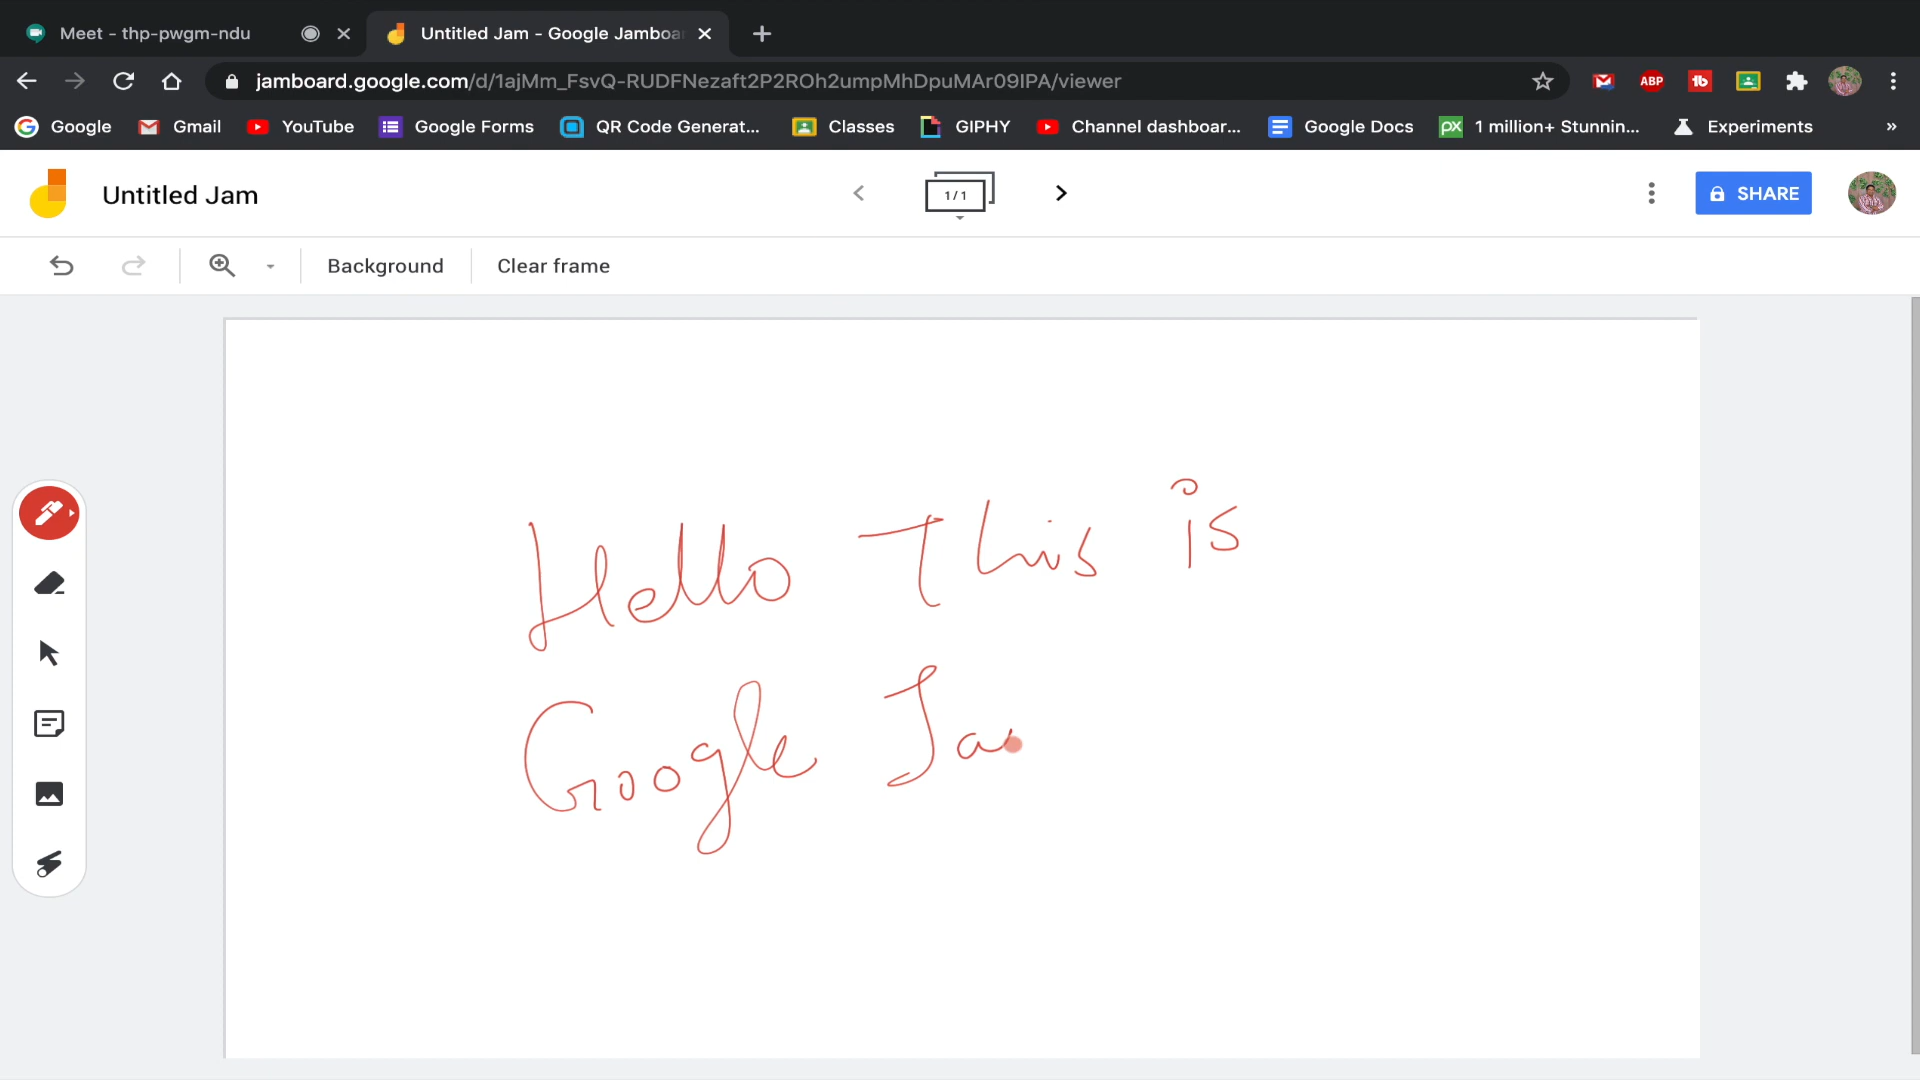 Meet - thp-pwgm-ndu
Untitled Jam - Google Jamboa
jamboard.google.com/d/1ajMm_FsvQ-RUDFNezaft2P2ROh2umpMhDpuMAr09IPA/viewer
ABP
Google Gmail YouTube Google Forms QR Code Generat... Classes GIPHY Channel dashboar... Google Docs px 1 million+ Stunnin... Experiments »
Untitled Jam 1/1 SHARE
Background Clear frame
Hello This is
Google Ja